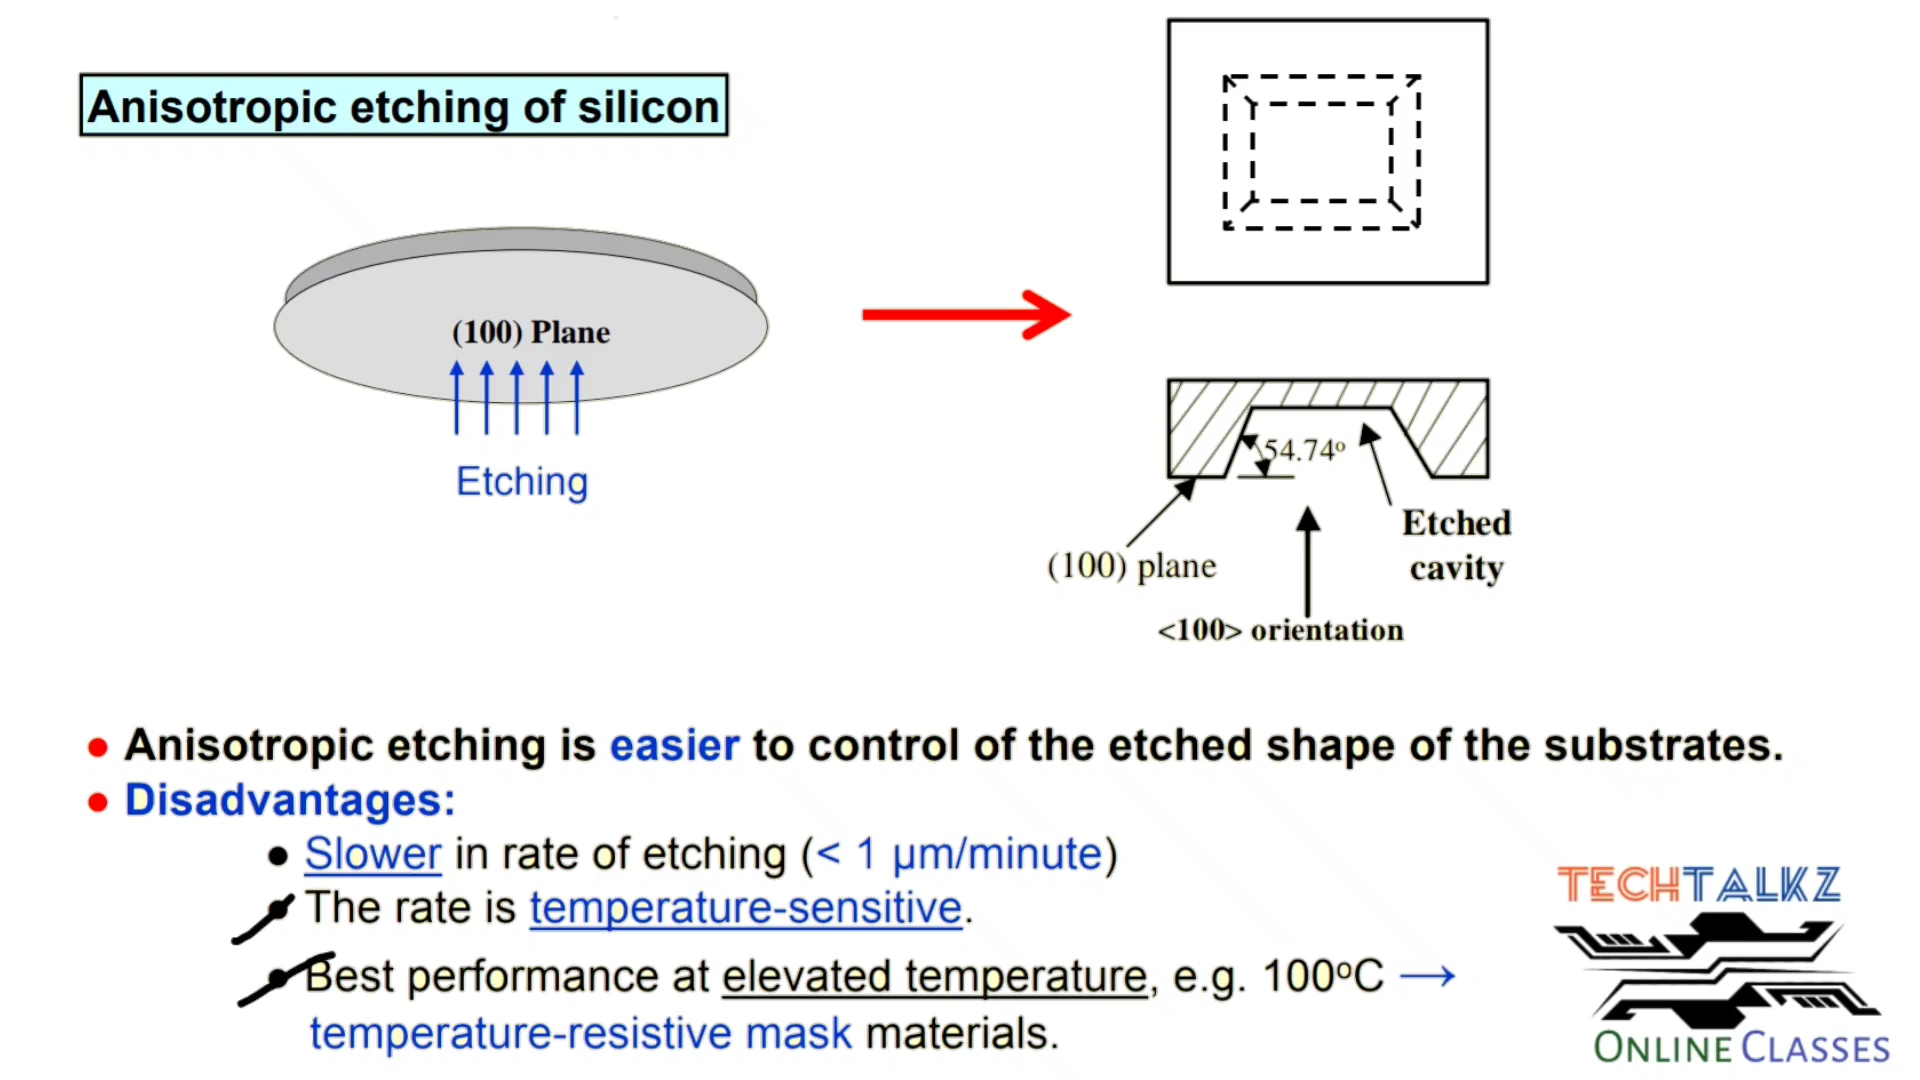 Anisotropic etching of silicon
(100) Plane
Etching
54.74º
(100) plane
Etched
cavity
<100> orientation
• Anisotropic etching is easier to control of the etched shape of the substrates.
• Disadvantages:
• Slower in rate of etching (< 1 µm/minute)
• The rate is temperature-sensitive.
• Best performance at elevated temperature, e.g. 100ºC →
temperature-resistive mask materials.
TECHTALKZ
ONLINE CLASSES